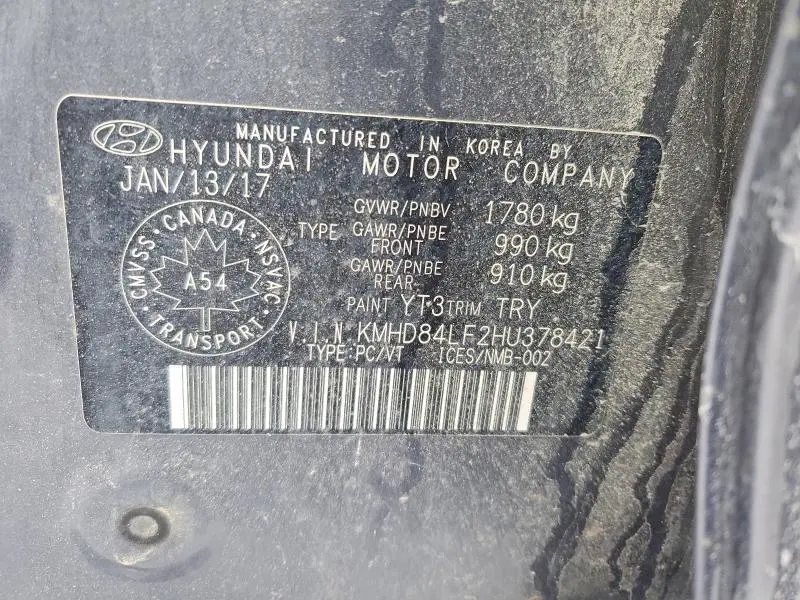 MANUFACTURED IN KOREA BY
HYUNDAI MOTOR COMPANY
JAN/13/17
GVWR/PNBV 1780 kg
TYPE GAWR/PNBE FRONT 990 kg
GAWR/PNBE REAR 910 kg
PAINT YT3 TRIM TRY
CANADA
CMVSS NSVAC
A54
TRANSPORT
V.I.N KMHD84LF2HU378421
TYPE:PC/VT ICES/NMB-002